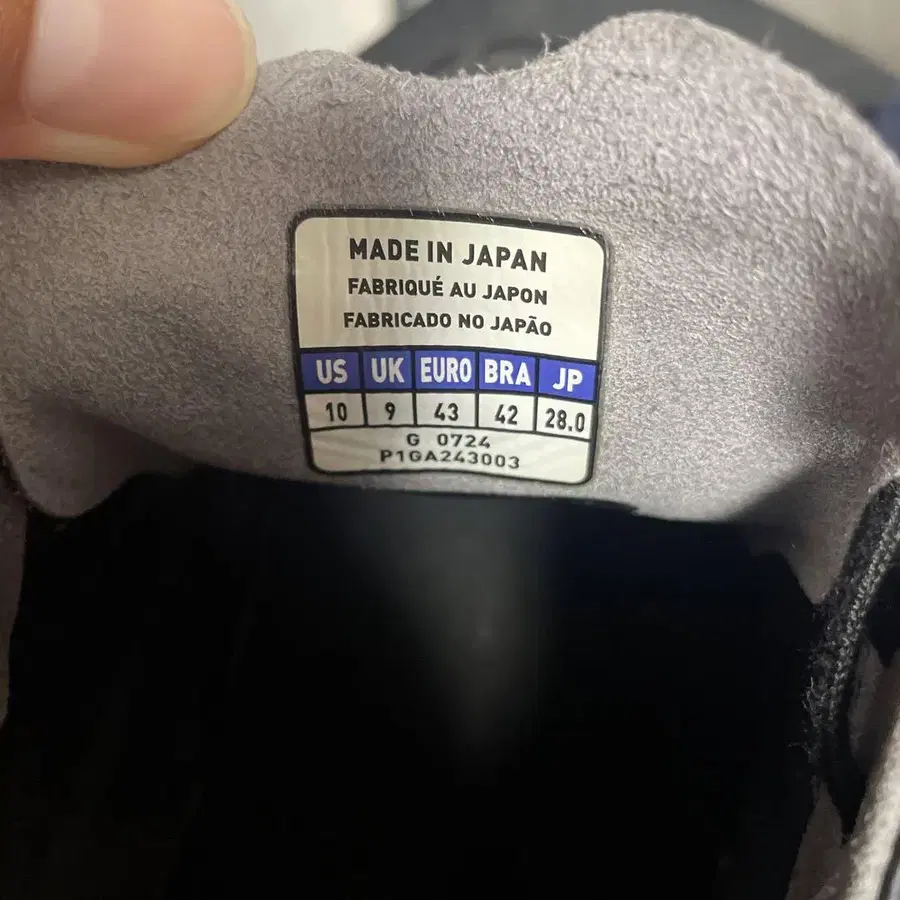 MADE IN JAPAN
FABRIQUÉ AU JAPON
FABRICADO NO JAPÃO
US UK EURO BRA JP
10 9 43 42 28.0
G 0724
P1GA243003